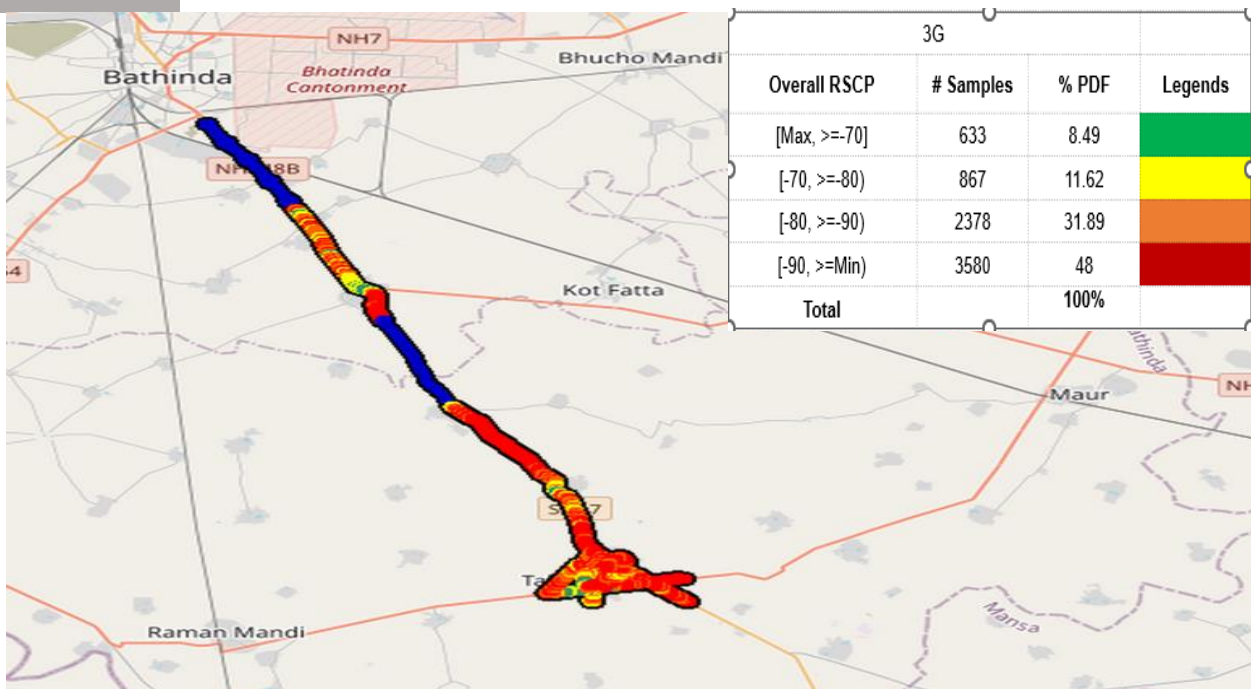 3G
Overall RSCP # Samples % PDF Legends
[Max, >=-70] 633 8.49
[-70, >=-80) 867 11.62
[-80, >=-90) 2378 31.89
[-90, >=Min) 3580 48
Total 100%
NH7
Bhucho Mandi
Bathinda
Bhatinda
Cantonment
Kot Fatta
Maur
NH
Raman Mandi
Mansa